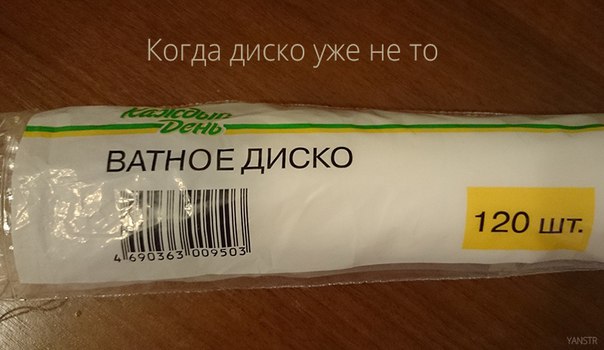 Когда диско уже не то
Каждый
День
ВАТНОЕ ДИСКО
120 шт.
4 690363 009503
YANSTR